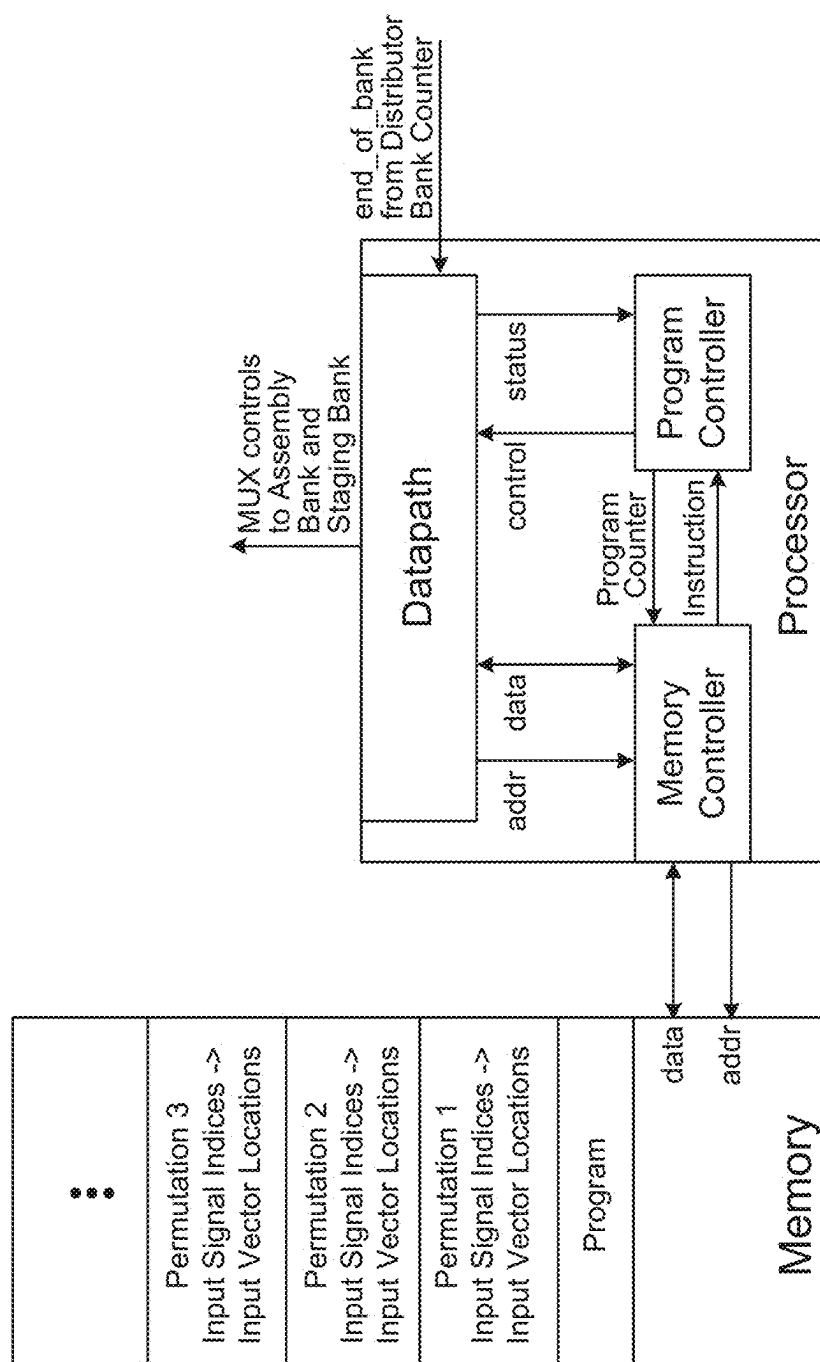 •••
Permutation 3
Input Signal Indices ->
Input Vector Locations
Permutation 2
Input Signal Indices ->
Input Vector Locations
Permutation 1
Input Signal Indices ->
Input Vector Locations
Program
data
addr
Memory
MUX controls
to Assembly
Bank and
Staging Bank
end_of_bank
from Distributor
Bank Counter
Datapath
addr
data
control
status
Program
Counter
Instruction
Memory
Controller
Program
Controller
Processor